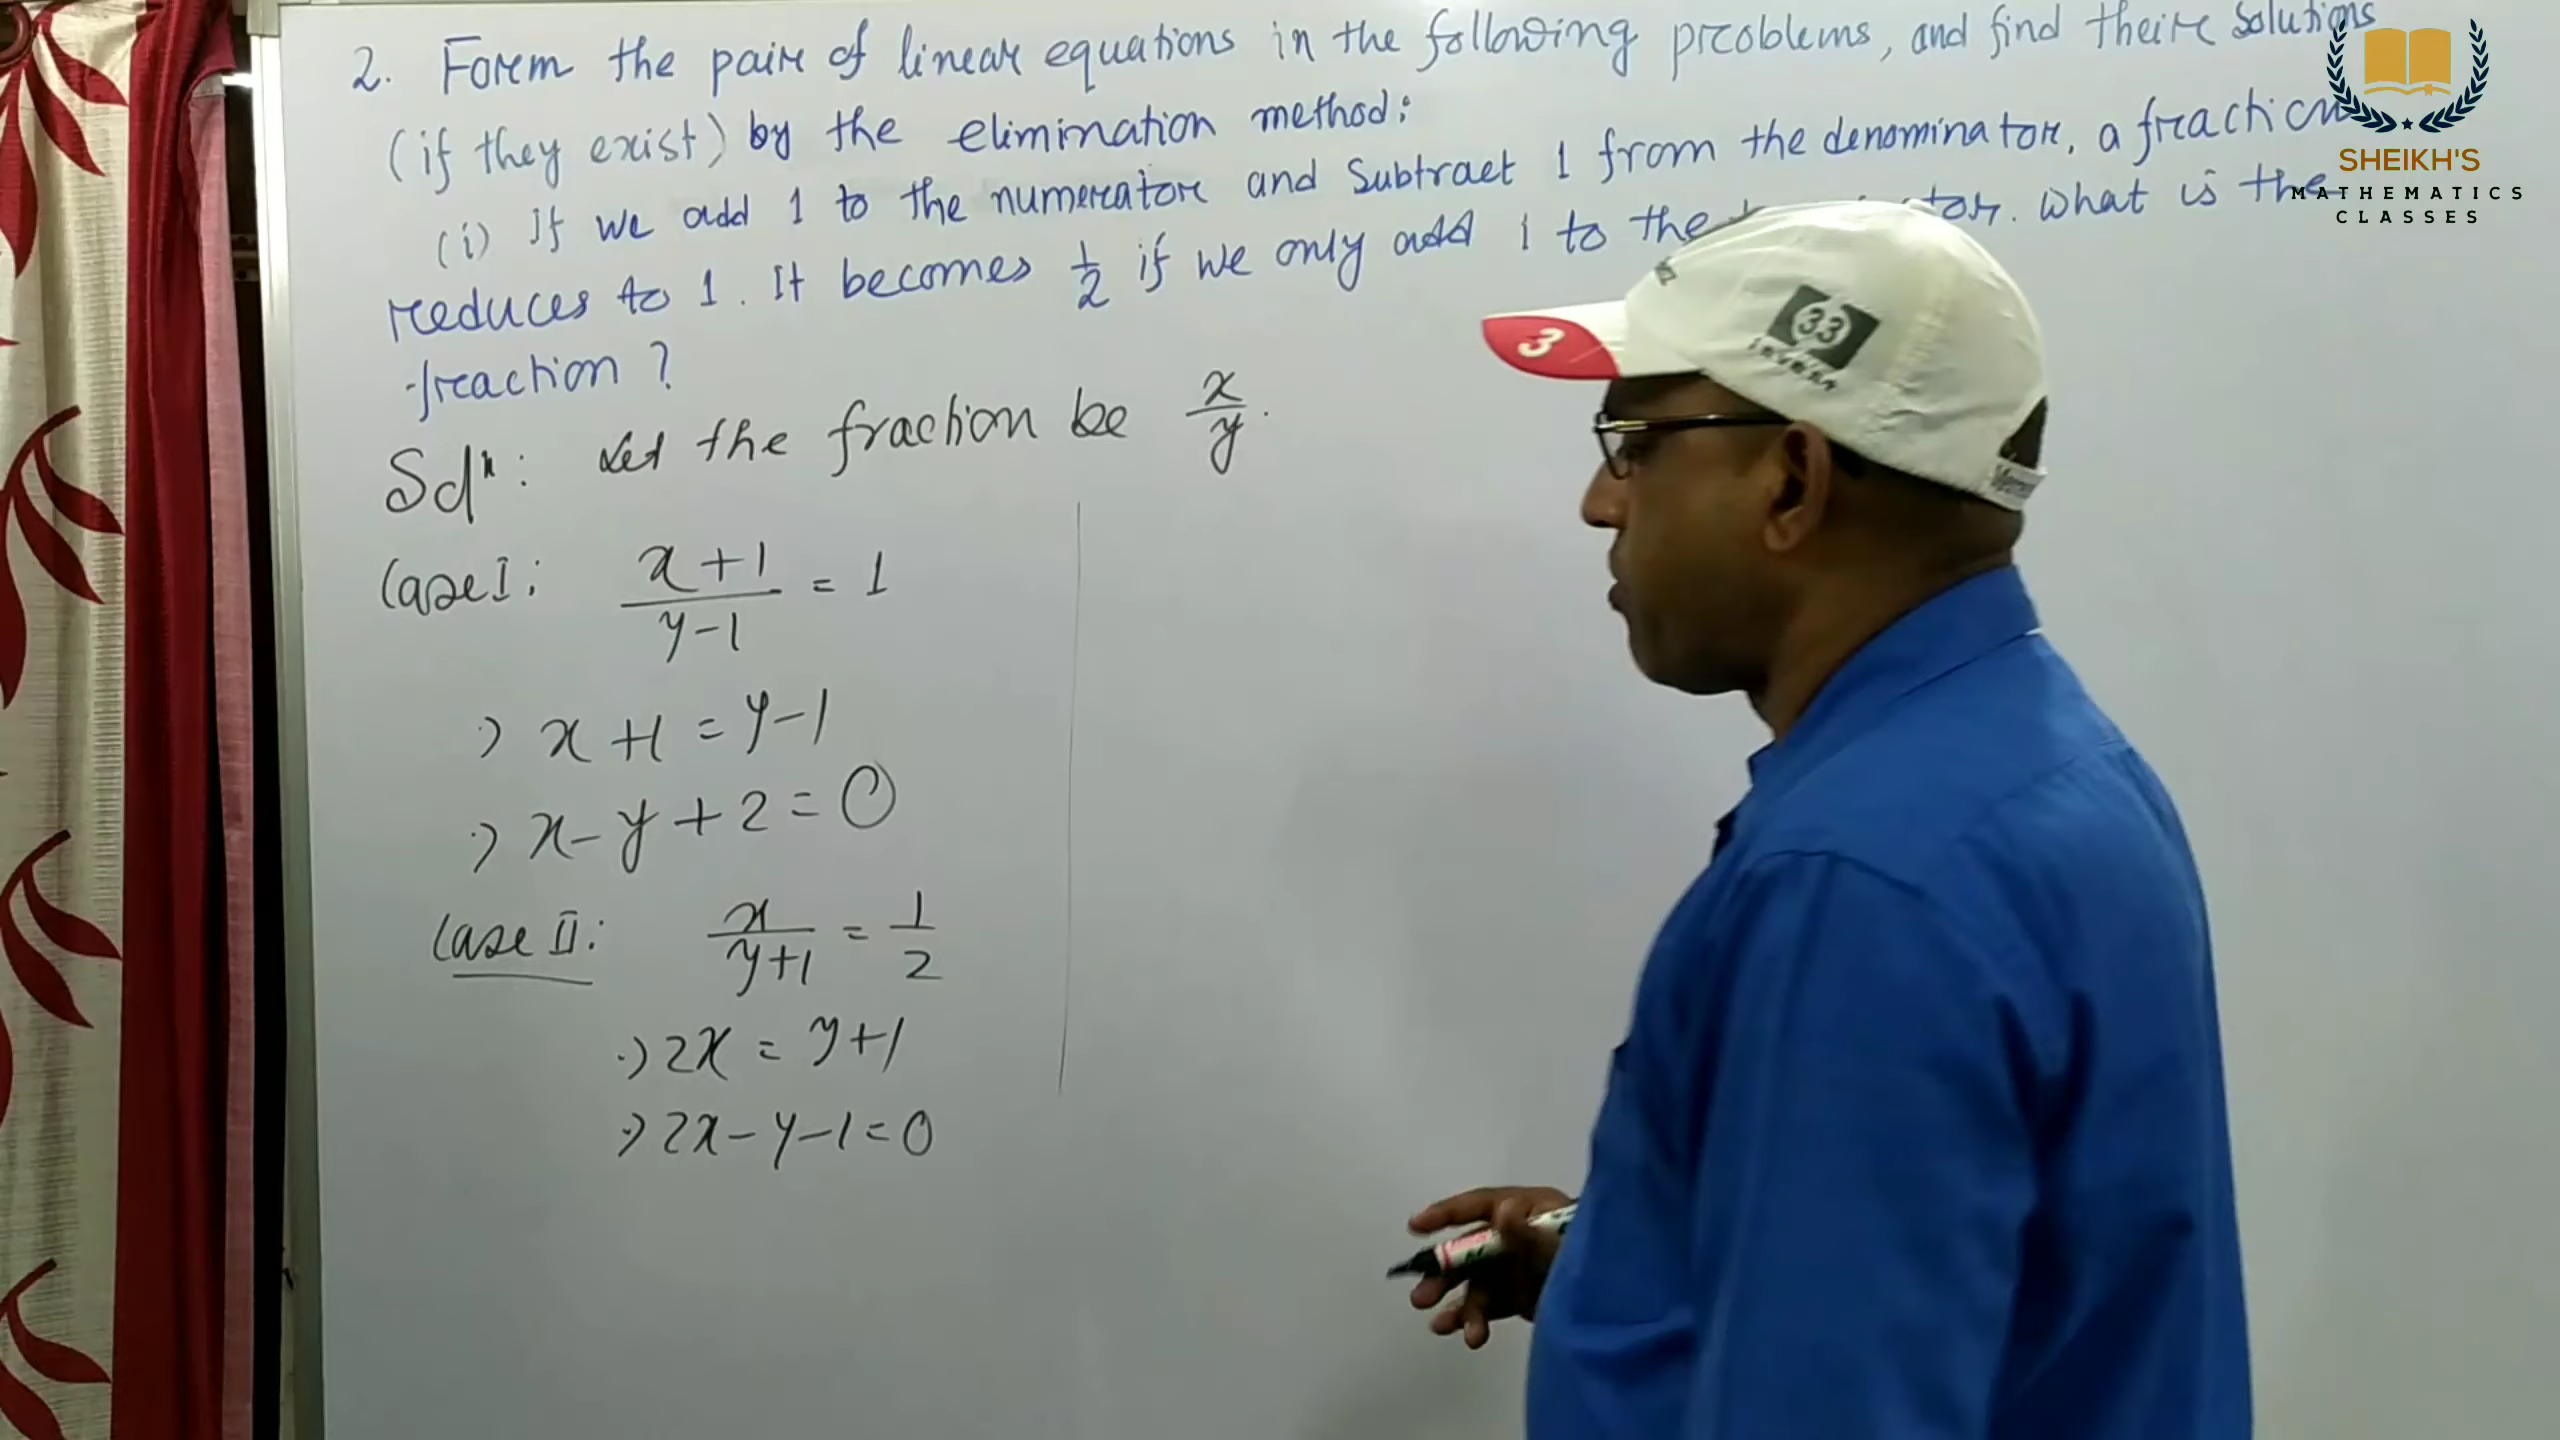 2. Form the pair of linear equations in the following problems, and find their solutions
(if they exist) by the elimination method:
(i) If we add 1 to the numerator and subtract 1 from the denominator, a fraction
reduces to 1. It becomes 1/2 if we only add 1 to the tor. What is the
fraction?
Solⁿ: Let the fraction be x/y.
Case I: (x+1)/(y-1) = 1
⇒ x+1 = y-1
⇒ x-y+2=0
Case II: x/(y+1) = 1/2
⇒ 2x = y+1
⇒ 2x-y-1=0
SHEIKH'S
MATHEMATICS
CLASSES
3
33